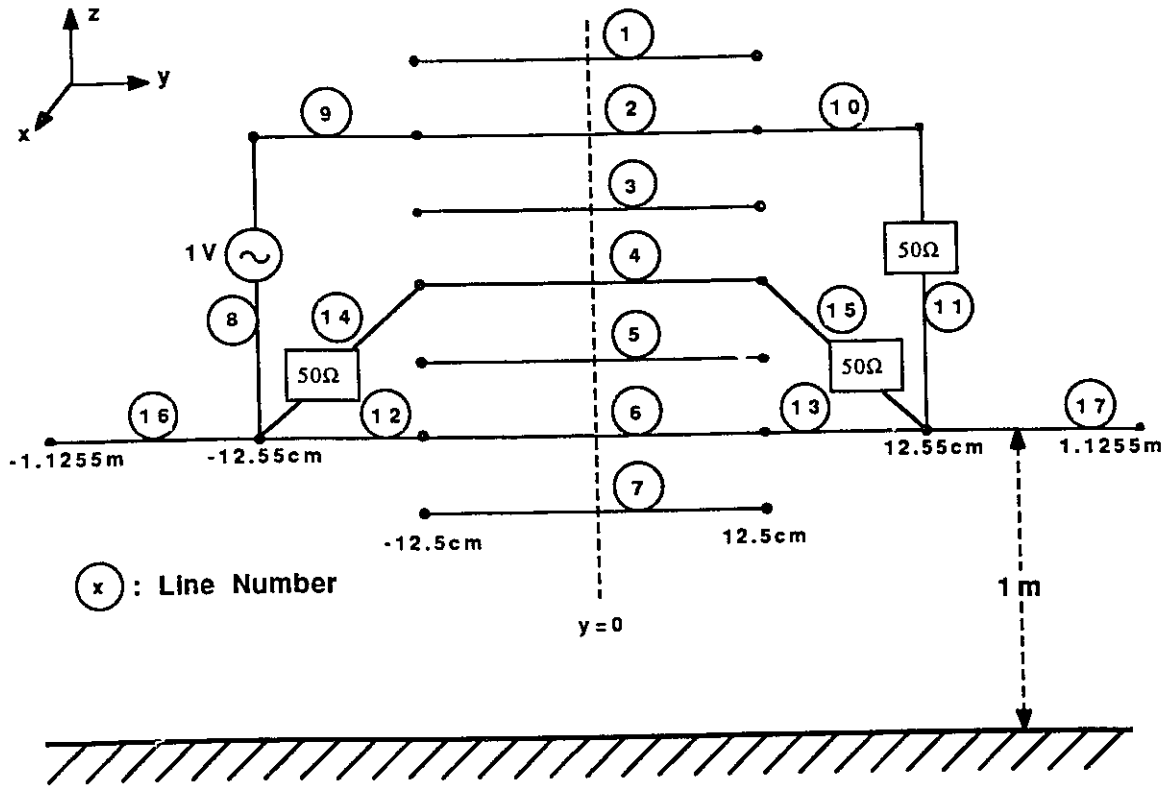 z
y
x
1
2
9
10
3
1 V
50Ω
4
8
14
15
11
5
50Ω
50Ω
16
12
6
13
17
-1.1255m
-12.55cm
12.55cm
1.1255m
7
-12.5cm
12.5cm
x : Line Number
1 m
y = 0